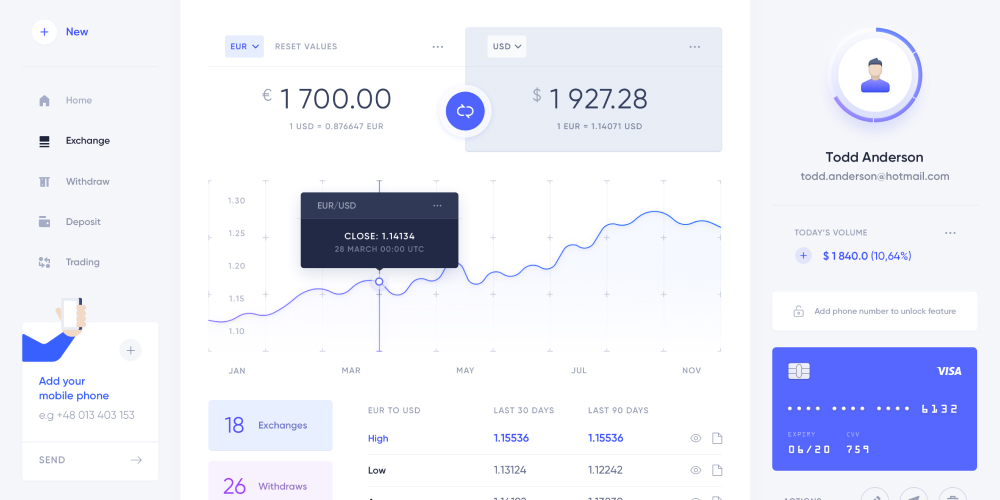 New
Home
Exchange
Withdraw
Deposit
Trading
Add your
mobile phone
e.g +48 013 403 153
SEND
EUR
RESET VALUES
€ 1 700.00
1 USD = 0.876647 EUR
USD
$ 1 927.28
1 EUR = 1.14071 USD
1.30
1.25
1.20
1.15
1.10
EUR/USD
CLOSE: 1.14134
28 MARCH 00:00 UTC
JAN MAR MAY JUL NOV
18 Exchanges
26 Withdraws
EUR TO USD LAST 30 DAYS LAST 90 DAYS
High 1.15536 1.15536
Low 1.13124 1.12242
Todd Anderson
todd.anderson@hotmail.com
TODAY'S VOLUME
$ 1 840.0 (10,64%)
Add phone number to unlock feature
VISA
•••• •••• •••• 6132
EXPIRY CVV
06/20 759
ACTIONS